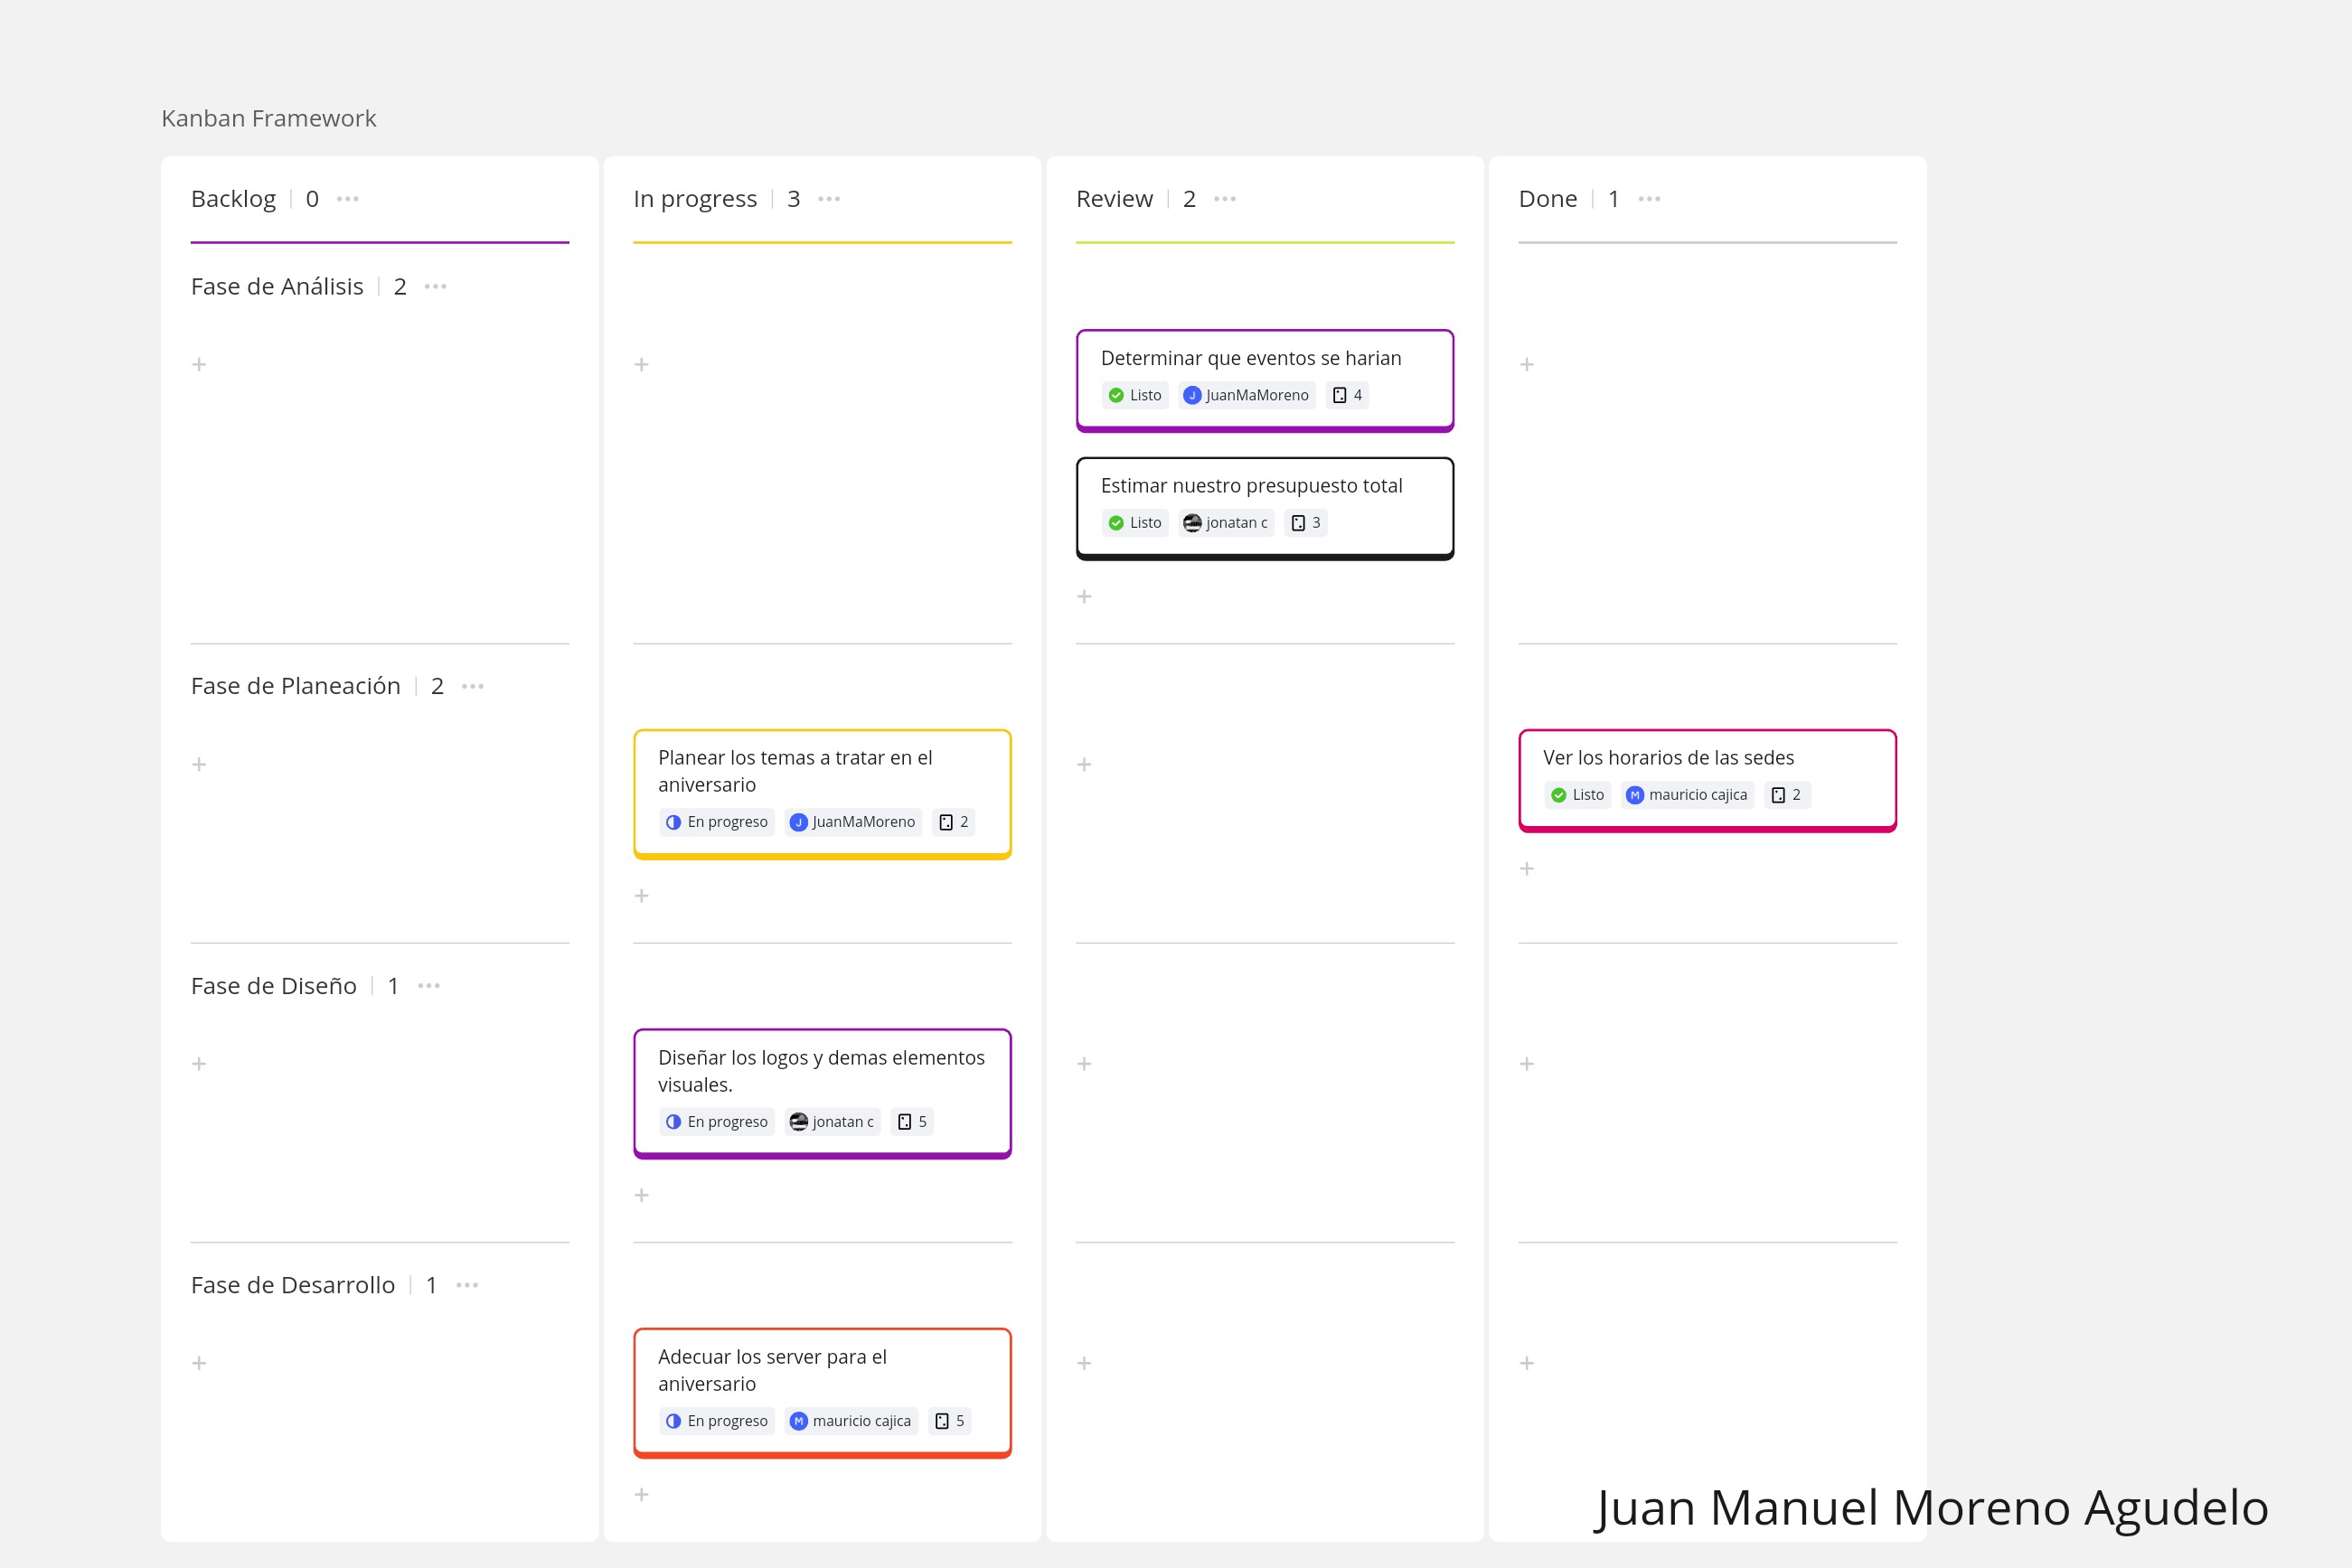 Kanban Framework
Backlog | 0 ...
In progress | 3 ...
Review | 2 ...
Done | 1 ...
Fase de Análisis | 2 ...
+
+
Determinar que eventos se harian
Listo J JuanMaMoreno 4
Estimar nuestro presupuesto total
Listo jonatan c 3
+
+
Fase de Planeación | 2 ...
+
Planear los temas a tratar en el
aniversario
En progreso J JuanMaMoreno 2
+
+
Ver los horarios de las sedes
Listo M mauricio cajica 2
+
Fase de Diseño | 1 ...
+
Diseñar los logos y demas elementos
visuales.
En progreso jonatan c 5
+
+
+
Fase de Desarrollo | 1 ...
+
Adecuar los server para el
aniversario
En progreso M mauricio cajica 5
+
+
+
Juan Manuel Moreno Agudelo